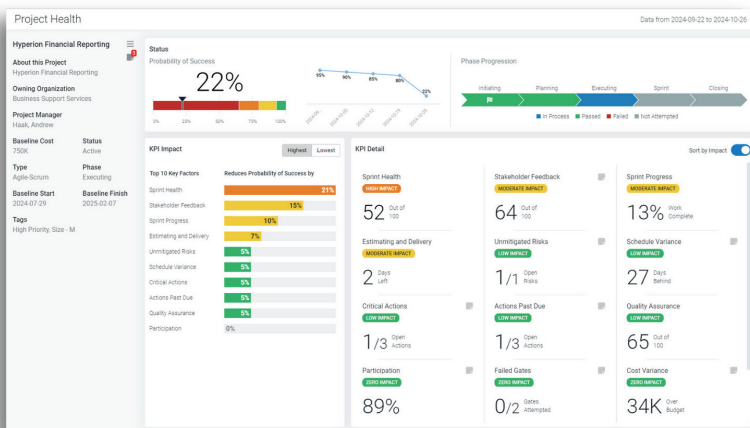 Project Health
Data from 2024-09-22 to 2024-10-26
Hyperion Financial Reporting
3
About this Project
Hyperion Financial Reporting
Owning Organization
Business Support Services
Project Manager
Haak, Andrew
Baseline Cost
750K
Status
Active
Type
Agile-Scrum
Phase
Executing
Baseline Start
2024-07-29
Baseline Finish
2025-02-07
Tags
High Priority, Size - M
Status
Probability of Success
22%
0% 25% 50% 75% 100%
95% 90% 85% 80% 22%
2024-10-12 2024-10-19 2024-10-26
Phase Progression
Initiating Planning Executing Sprint Closing
In Process Passed Failed Not Attempted
KPI Impact
Highest Lowest
Top 10 Key Factors Reduces Probability of Success by
Sprint Health 21%
Stakeholder Feedback 15%
Sprint Progress 10%
Estimating and Delivery 7%
Unmitigated Risks 5%
Schedule Variance 5%
Critical Actions 5%
Actions Past Due 5%
Quality Assurance 5%
Participation 0%
KPI Detail
Sort by Impact
Sprint Health
HIGH IMPACT
52 Out of 100
Stakeholder Feedback
MODERATE IMPACT
64 Out of 100
Sprint Progress
MODERATE IMPACT
13% Work Complete
Estimating and Delivery
MODERATE IMPACT
2 Days Left
Unmitigated Risks
LOW IMPACT
1/1 Open Risks
Schedule Variance
LOW IMPACT
27 Days Behind
Critical Actions
LOW IMPACT
1/3 Open Actions
Actions Past Due
LOW IMPACT
1/3 Open Actions
Quality Assurance
LOW IMPACT
65 Out of 100
Participation
ZERO IMPACT
89%
Failed Gates
ZERO IMPACT
0/2 Gates Attempted
Cost Variance
ZERO IMPACT
34K Over Budget